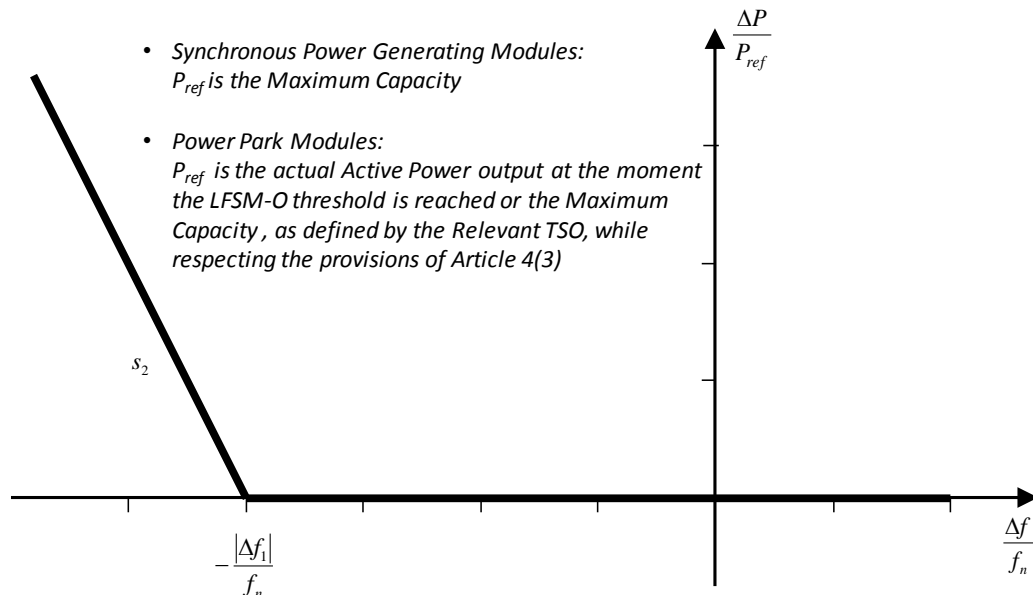 ΔP
P_ref
• Synchronous Power Generating Modules:
P_ref is the Maximum Capacity
• Power Park Modules:
P_ref is the actual Active Power output at the moment
the LFSM-O threshold is reached or the Maximum
Capacity , as defined by the Relevant TSO, while
respecting the provisions of Article 4(3)
s_2
− |Δf_1|
f_n
Δf
f_n